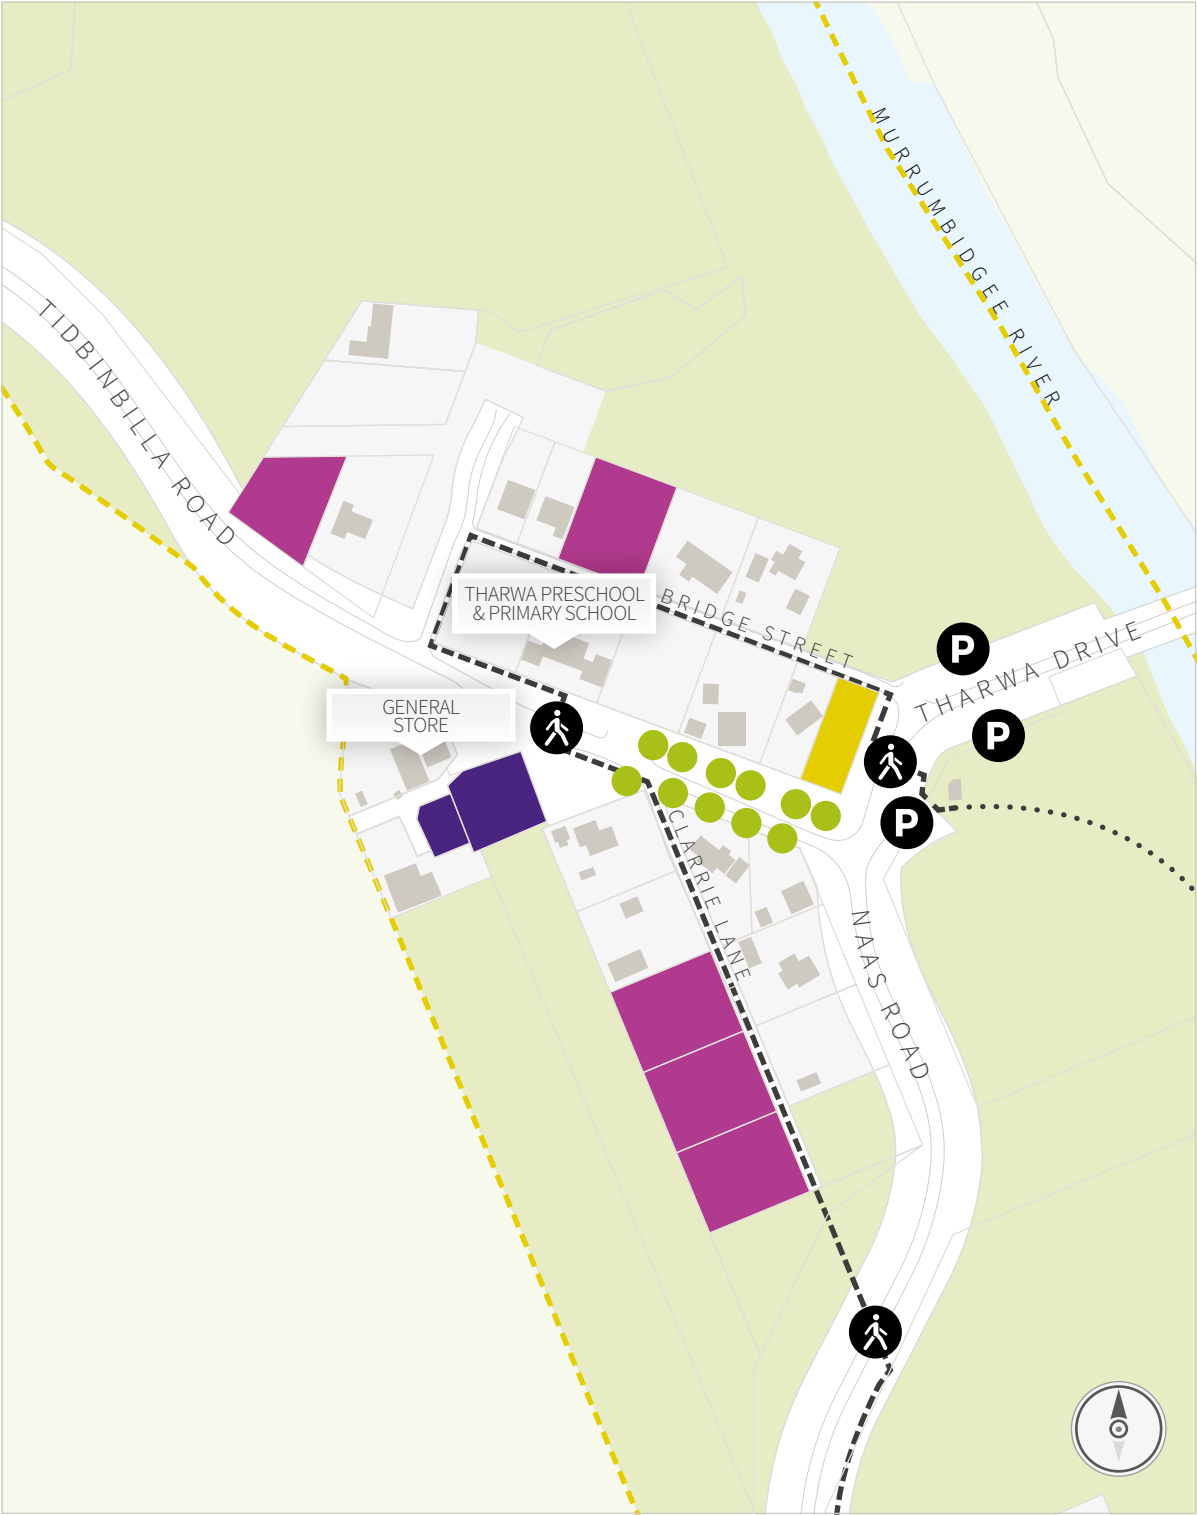 MURRUMBIDGEE RIVER
TIDBINBILLA ROAD
THARWA PRESCHOOL
& PRIMARY SCHOOL
BRIDGE STREET
THARWA DRIVE
P
GENERAL
STORE
P
P
CLARRIE LANE
NAAS ROAD